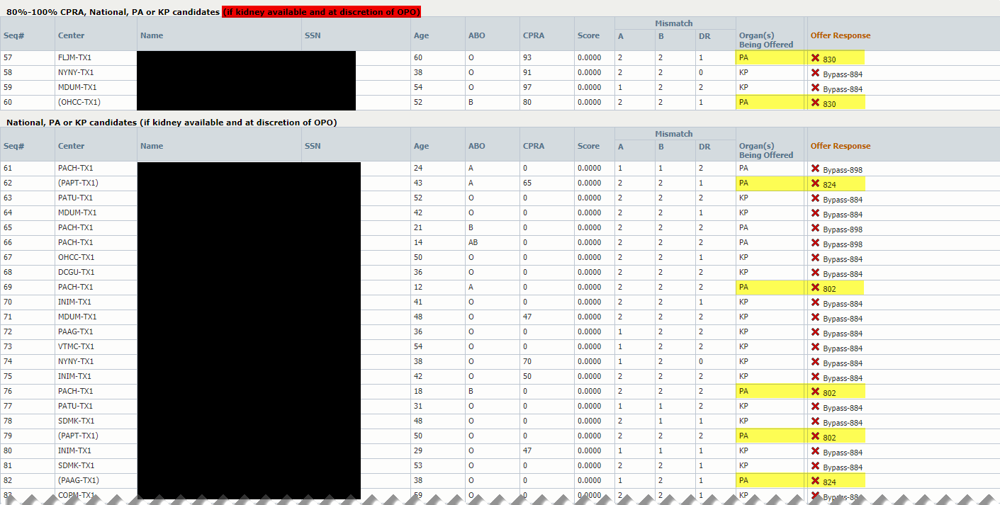 80%-100% CPRA, National, PA or KP candidates (if kidney available and at discretion of OPO)
Seq# Center Name SSN Age ABO CPRA Score Mismatch A B DR Organ(s) Being Offered Offer Response
57 FLJM-TX1 60 O 93 0.0000 2 2 1 PA 830
58 NYNY-TX1 38 O 91 0.0000 2 2 0 KP Bypass-884
59 MDUM-TX1 54 O 97 0.0000 1 2 2 KP Bypass-884
60 (OHCC-TX1) 52 B 80 0.0000 2 2 1 PA 830
National, PA or KP candidates (if kidney available and at discretion of OPO)
Seq# Center Name SSN Age ABO CPRA Score Mismatch A B DR Organ(s) Being Offered Offer Response
61 PACH-TX1 24 A 0 0.0000 1 1 2 PA Bypass-898
62 (PAPT-TX1) 43 A 65 0.0000 2 2 1 PA 824
63 PATU-TX1 52 O 0 0.0000 2 2 2 KP Bypass-884
64 MDUM-TX1 42 O 0 0.0000 2 2 1 KP Bypass-884
65 PACH-TX1 21 B 0 0.0000 2 2 2 PA Bypass-898
66 PACH-TX1 14 AB 0 0.0000 2 2 2 PA Bypass-898
67 OHCC-TX1 50 O 0 0.0000 2 2 1 KP Bypass-884
68 DCGU-TX1 36 O 0 0.0000 2 2 2 KP Bypass-884
69 PACH-TX1 12 A 0 0.0000 2 2 2 PA 802
70 INIM-TX1 41 O 0 0.0000 2 2 1 KP Bypass-884
71 MDUM-TX1 48 O 47 0.0000 2 2 2 KP Bypass-884
72 PAAG-TX1 36 O 0 0.0000 1 2 2 KP Bypass-884
73 VTMC-TX1 54 O 0 0.0000 1 2 2 KP Bypass-884
74 NYNY-TX1 38 O 70 0.0000 1 2 0 KP Bypass-884
75 INIM-TX1 42 O 50 0.0000 2 2 2 KP Bypass-884
76 PACH-TX1 18 B 0 0.0000 2 2 2 PA 802
77 PATU-TX1 31 O 0 0.0000 1 1 2 KP Bypass-884
78 SDMK-TX1 48 O 0 0.0000 2 1 1 KP Bypass-884
79 (PAPT-TX1) 50 O 0 0.0000 2 2 2 PA 802
80 INIM-TX1 29 O 47 0.0000 1 1 1 KP Bypass-884
81 SDMK-TX1 53 O 0 0.0000 2 2 1 KP Bypass-884
82 (PAAG-TX1) 38 O 0 0.0000 1 2 1 PA 824
83 COPM-TX1 59 O 0 0.0000 2 2 1 KP Bypass-884